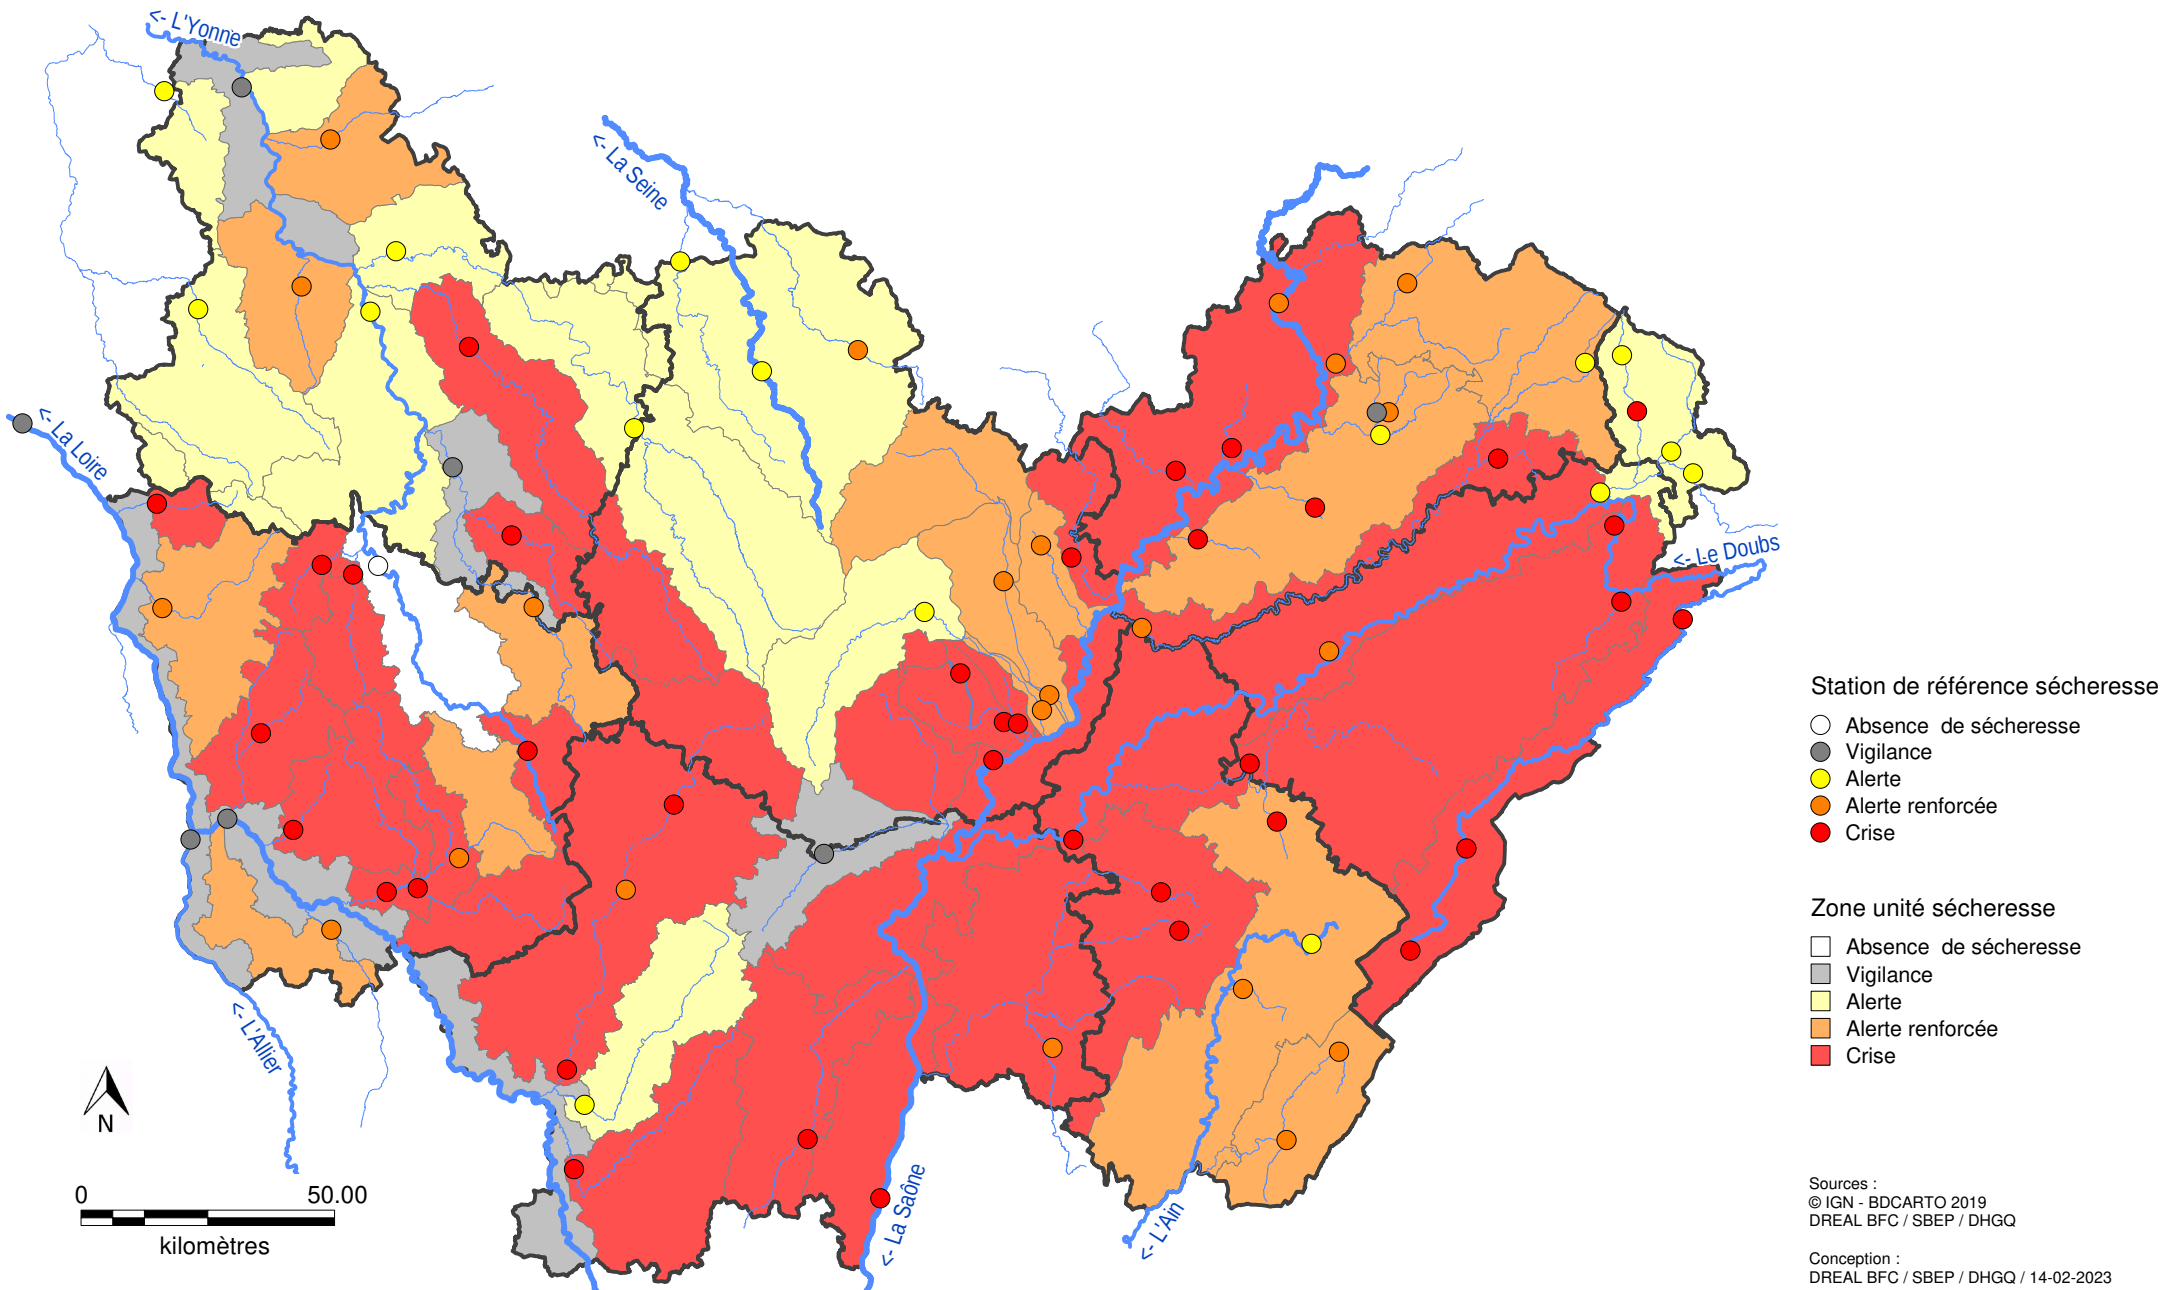 <- L'Yonne
<- La Seine
<- La Loire
<- Le Doubs
<- L'Allier
<- La Saône
<- L'Ain
N
0 50.00
kilomètres
Station de référence sécheresse
Absence de sécheresse
Vigilance
Alerte
Alerte renforcée
Crise
Zone unité sécheresse
Absence de sécheresse
Vigilance
Alerte
Alerte renforcée
Crise
Sources :
© IGN - BDCARTO 2019
DREAL BFC / SBEP / DHGQ
Conception :
DREAL BFC / SBEP / DHGQ / 14-02-2023